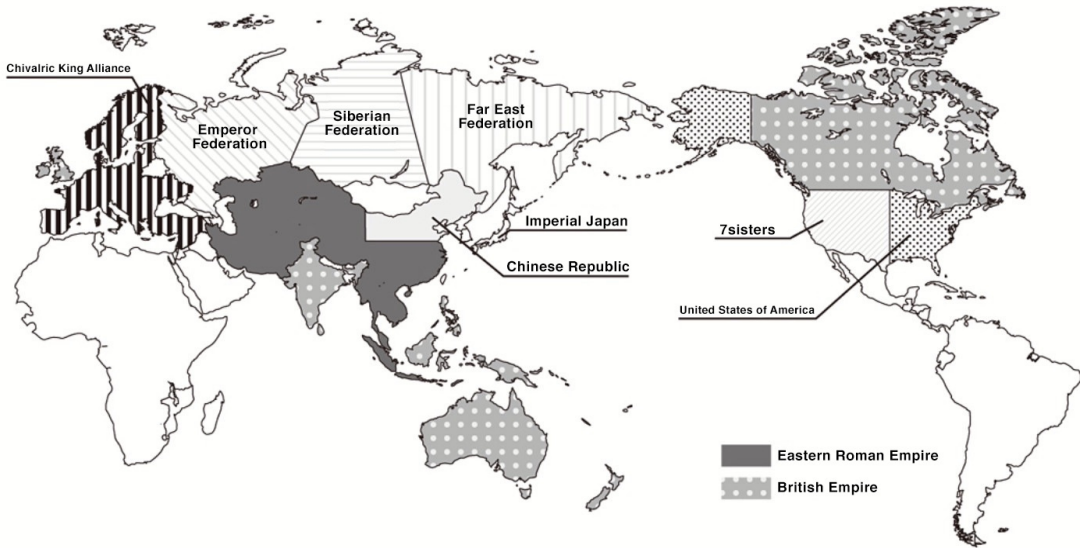 Chivalric King Alliance
Emperor
Federation
Siberian
Federation
Far East
Federation
Imperial Japan
Chinese Republic
7sisters
United States of America
Eastern Roman Empire
British Empire